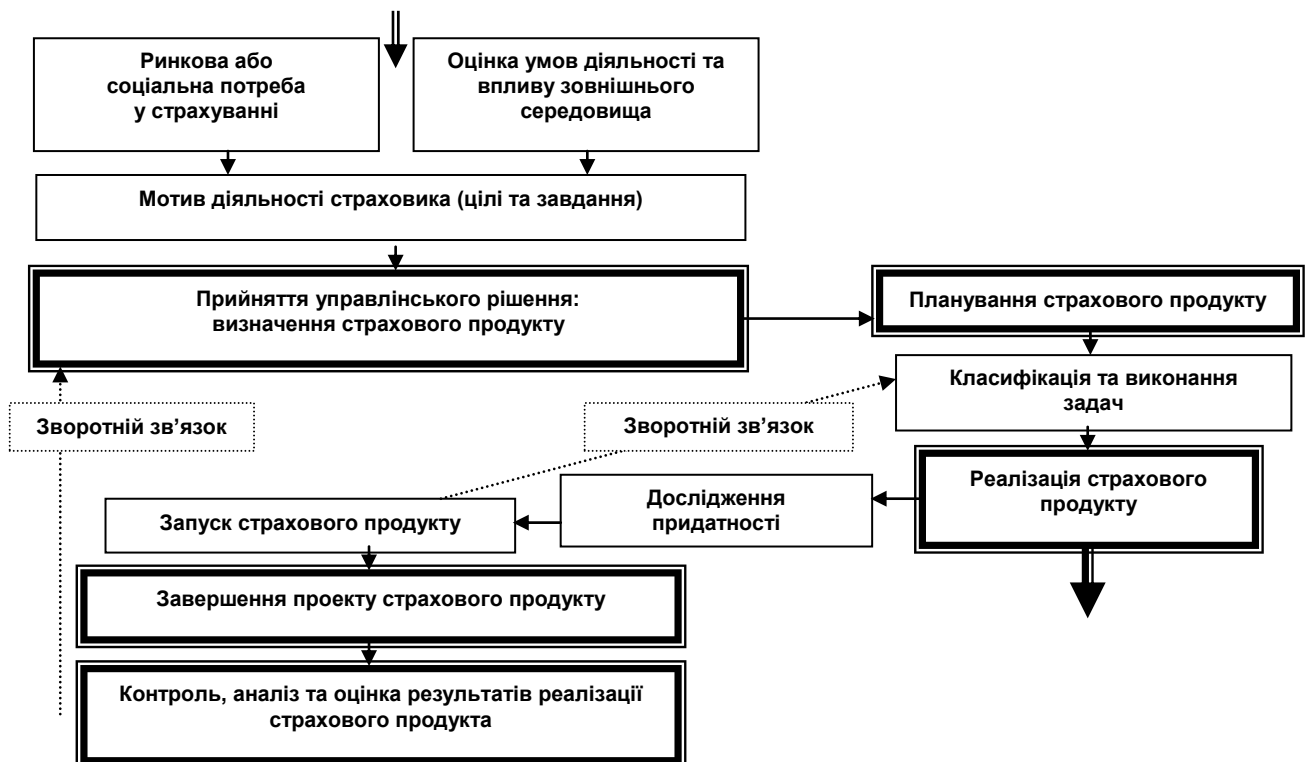 Ринкова або
соціальна потреба
у страхуванні
Оцінка умов діяльності та
впливу зовнішнього
середовища
Мотив діяльності страховика (цілі та завдання)
Прийняття управлінського рішення:
визначення страхового продукту
Планування страхового продукту
Класифікація та виконання
задач
Зворотній зв’язок
Зворотній зв’язок
Реалізація страхового
продукту
Дослідження
придатності
Запуск страхового продукту
Завершення проекту страхового продукту
Контроль, аналіз та оцінка результатів реалізації
страхового продукта